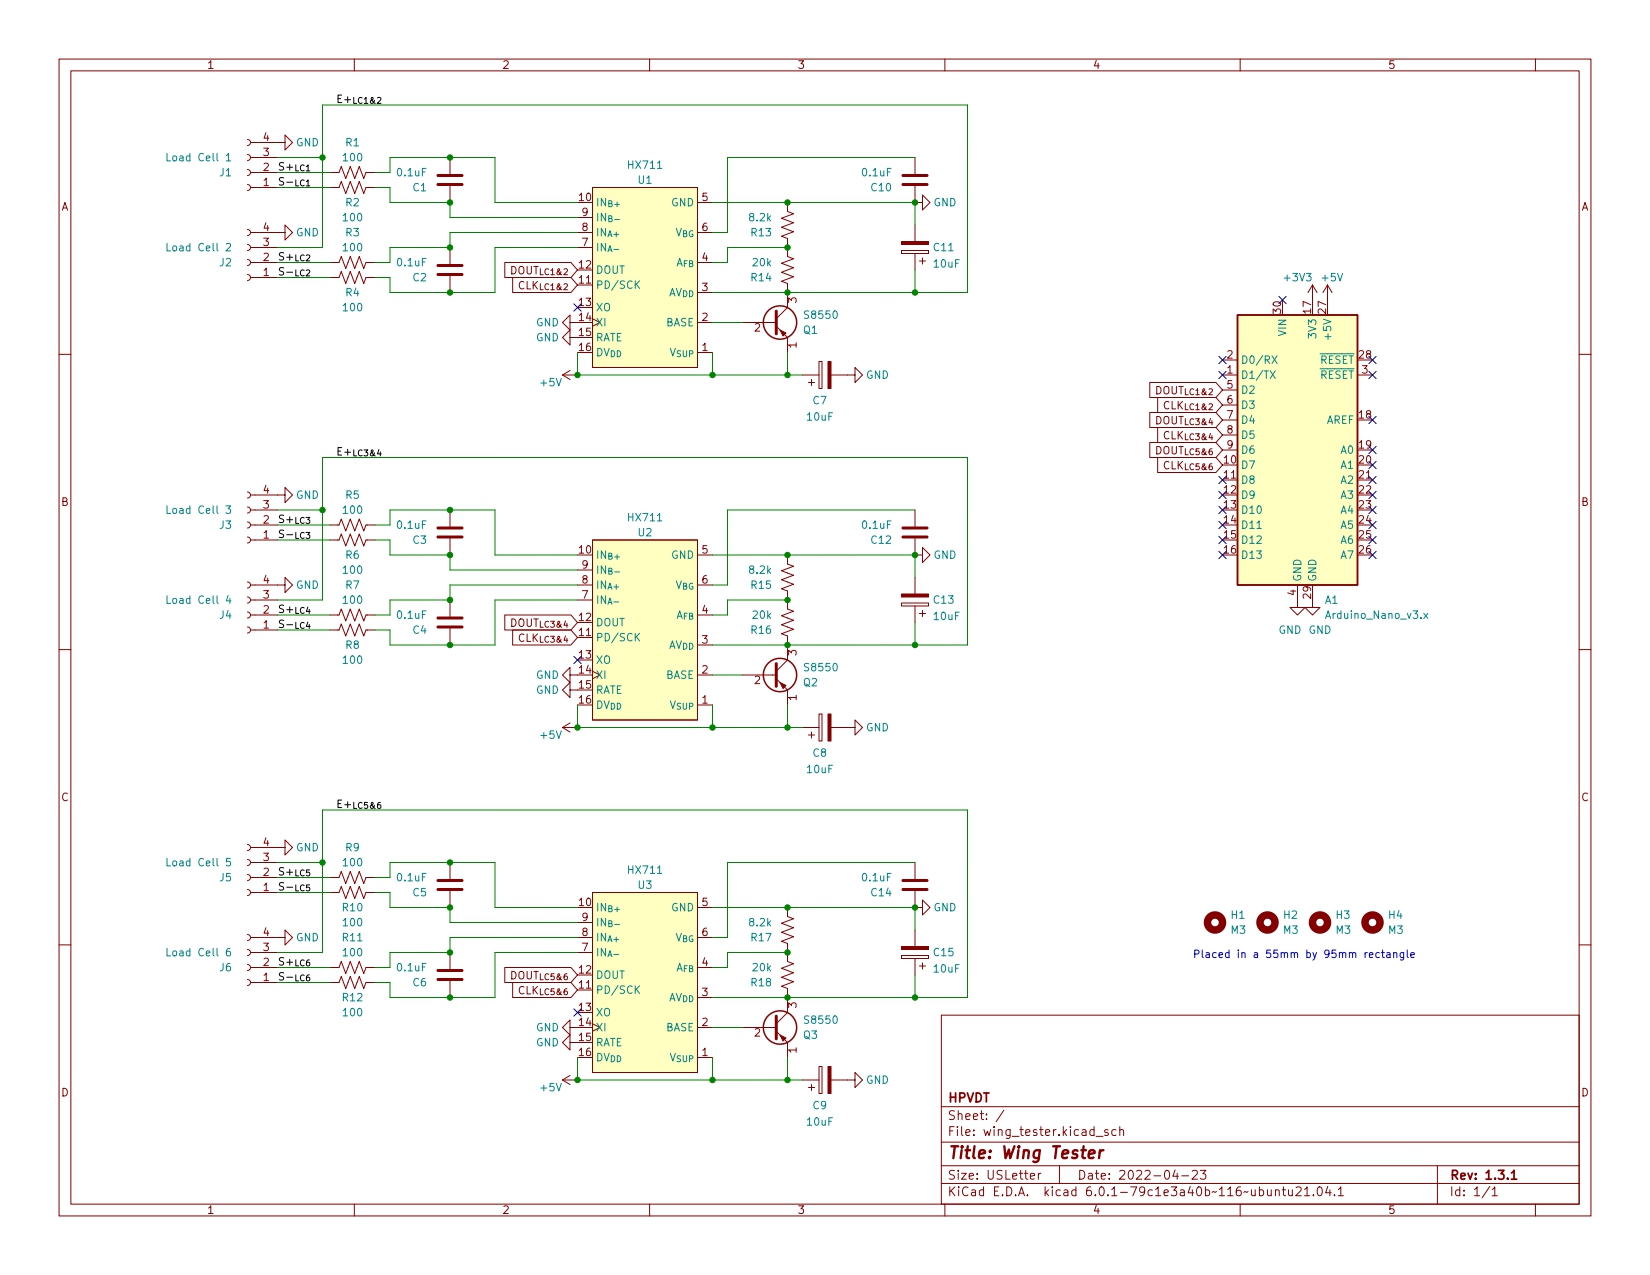 1 2 3 4 5
A
B
C
D
A
B
C
D
1 2 3 4 5
E+LC1&2
4 GND
Load Cell 1 3
J1 2 S+LC1
1 S-LC1
R1
100
R2
100
4 GND
Load Cell 2 3
J2 2 S+LC2
1 S-LC2
R3
100
R4
100
0.1uF
C1
0.1uF
C2
HX711
U1
10 INB+
9 INB-
8 INA+
7 INA-
DOUTLC1&2 12 DOUT
CLKLC1&2 11 PD/SCK
13 XO
GND 14 XI
GND 15 RATE
16 DVDD
+5V
GND 5
VBG 6
AFB 4
AVDD 3
BASE 2
VSUP 1
8.2k
R13
20k
R14
0.1uF
C10
GND
C11
+
10uF
3
S8550
2 Q1
1
+
GND
C7
10uF
E+LC3&4
4 GND
Load Cell 3 3
J3 2 S+LC3
1 S-LC3
R5
100
R6
100
4 GND
Load Cell 4 3
J4 2 S+LC4
1 S-LC4
R7
100
R8
100
0.1uF
C3
0.1uF
C4
HX711
U2
10 INB+
9 INB-
8 INA+
7 INA-
DOUTLC3&4 12 DOUT
CLKLC3&4 11 PD/SCK
13 XO
GND 14 XI
GND 15 RATE
16 DVDD
+5V
GND 5
VBG 6
AFB 4
AVDD 3
BASE 2
VSUP 1
8.2k
R15
20k
R16
0.1uF
C12
GND
C13
+
10uF
3
S8550
2 Q2
1
+
GND
C8
10uF
E+LC5&6
4 GND
Load Cell 5 3
J5 2 S+LC5
1 S-LC5
R9
100
R10
100
4 GND
Load Cell 6 3
J6 2 S+LC6
1 S-LC6
R11
100
R12
100
0.1uF
C5
0.1uF
C6
HX711
U3
10 INB+
9 INB-
8 INA+
7 INA-
DOUTLC5&6 12 DOUT
CLKLC5&6 11 PD/SCK
13 XO
GND 14 XI
GND 15 RATE
16 DVDD
+5V
GND 5
VBG 6
AFB 4
AVDD 3
BASE 2
VSUP 1
8.2k
R17
20k
R18
0.1uF
C14
GND
C15
+
10uF
3
S8550
2 Q3
1
+
GND
C9
10uF
+3V3 +5V
30 17 27
VIN 3V3 +5V
2 D0/RX RESET 28
1 D1/TX RESET 3
DOUTLC1&2 5 D2
CLKLC1&2 6 D3
DOUTLC3&4 7 D4 AREF 18
CLKLC3&4 8 D5
DOUTLC5&6 9 D6 A0 19
CLKLC5&6 10 D7 A1 20
11 D8 A2 21
12 D9 A3 22
13 D10 A4 23
14 D11 A5 24
15 D12 A6 25
16 D13 A7 26
GND GND
4 29
A1
Arduino_Nano_v3.x
GND GND
H1 H2 H3 H4
M3 M3 M3 M3
Placed in a 55mm by 95mm rectangle
HPVDT
Sheet: /
File: wing_tester.kicad_sch
Title: Wing Tester
Size: USLetter Date: 2022-04-23 Rev: 1.3.1
KiCad E.D.A. kicad 6.0.1-79c1e3a40b~116~ubuntu21.04.1 Id: 1/1